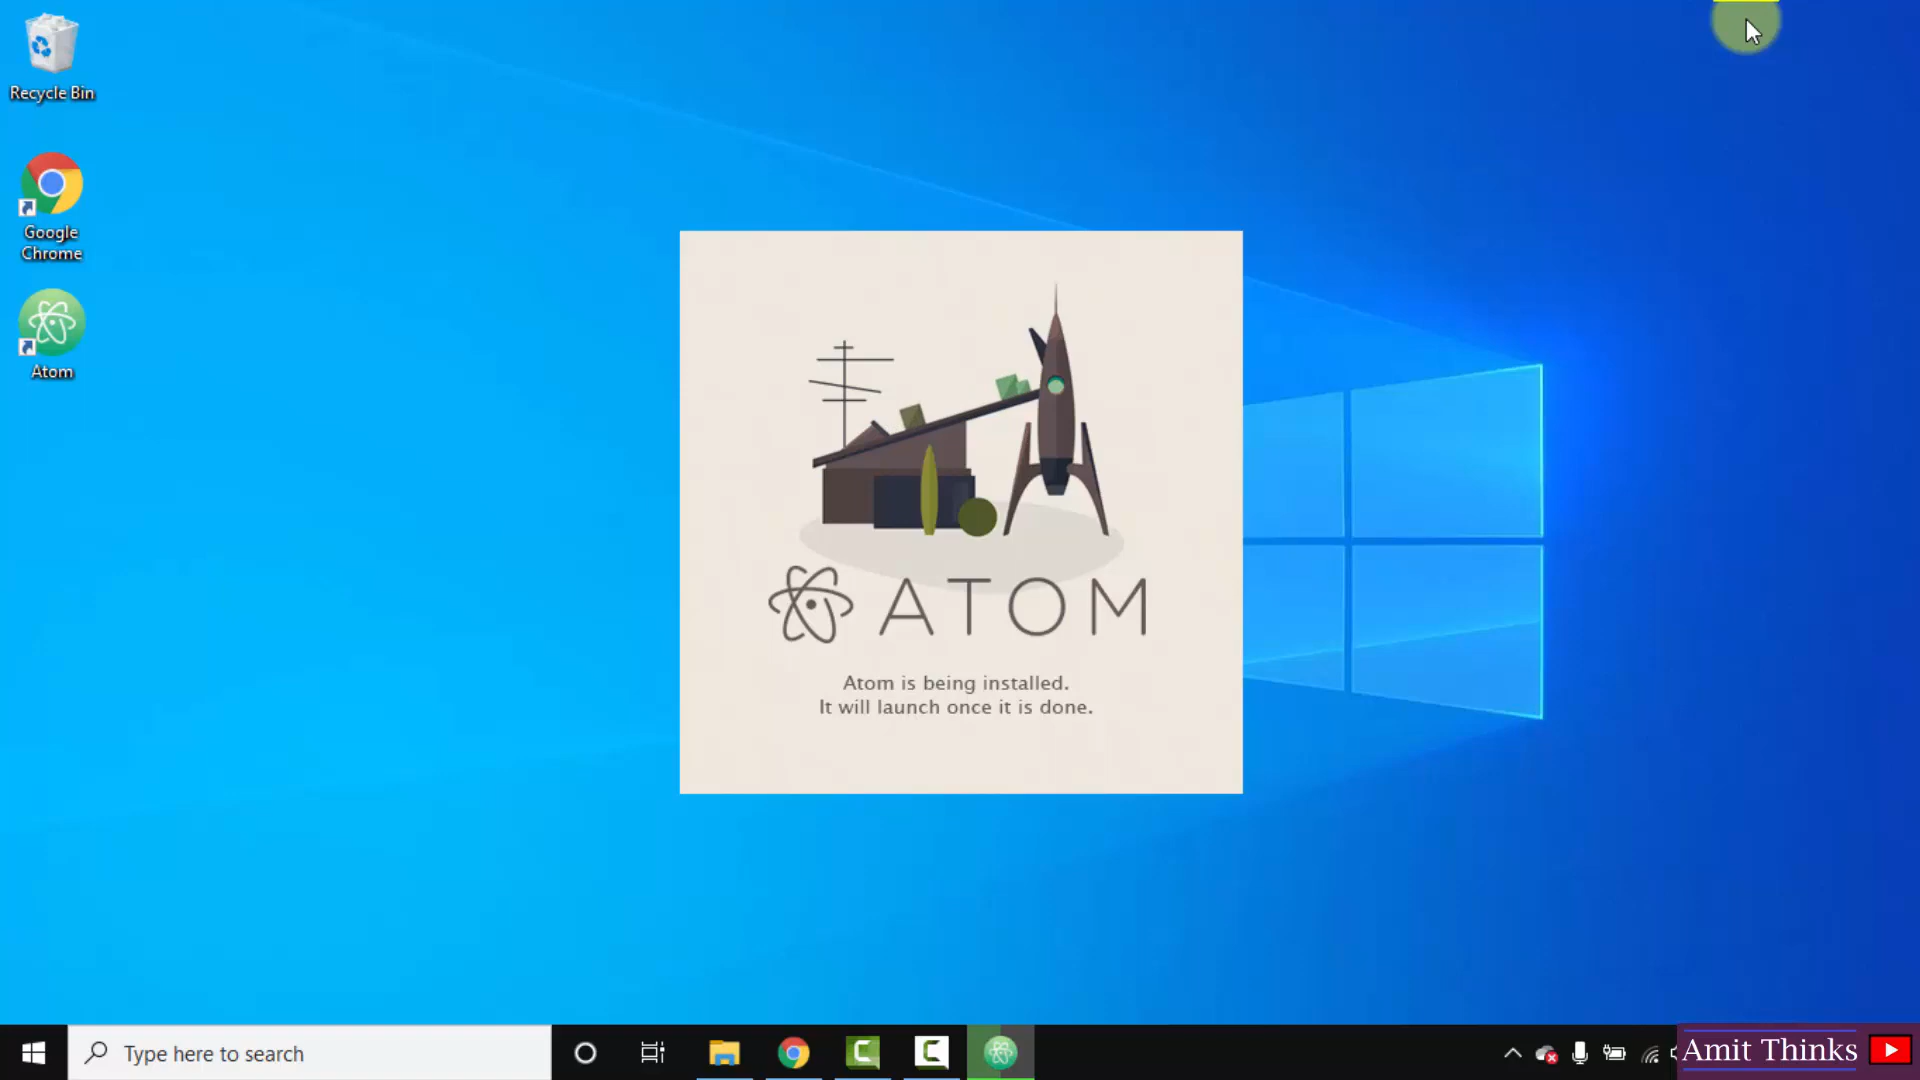 Recycle Bin
Google
Chrome
Atom
ATOM
Atom is being installed.
It will launch once it is done.
Type here to search
Amit Thinks